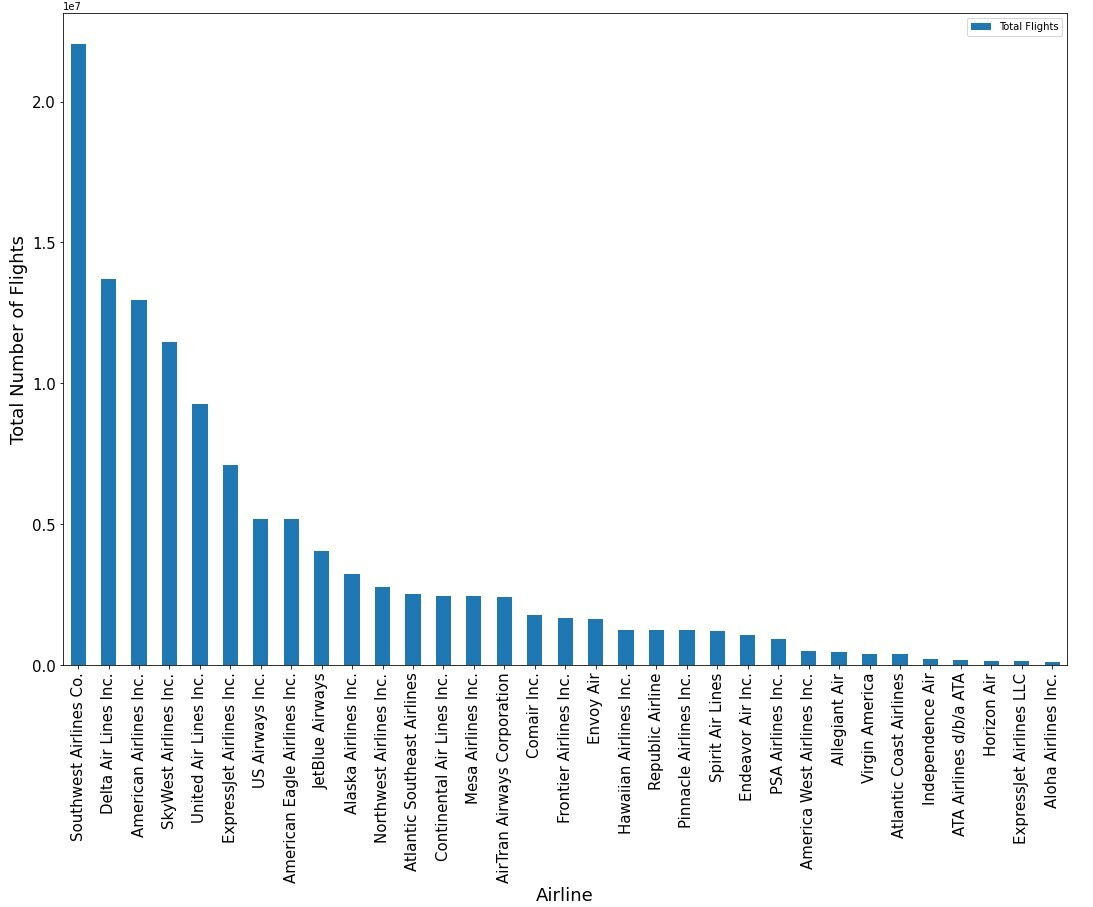 1e7
Total Flights
2.0
1.5
1.0
0.5
0.0
Total Number of Flights
Southwest Airlines Co.
Delta Air Lines Inc.
American Airlines Inc.
SkyWest Airlines Inc.
United Air Lines Inc.
ExpressJet Airlines Inc.
US Airways Inc.
American Eagle Airlines Inc.
JetBlue Airways
Alaska Airlines Inc.
Northwest Airlines Inc.
Atlantic Southeast Airlines
Continental Air Lines Inc.
Mesa Airlines Inc.
AirTran Airways Corporation
Comair Inc.
Frontier Airlines Inc.
Envoy Air
Hawaiian Airlines Inc.
Republic Airline
Pinnacle Airlines Inc.
Spirit Air Lines
Endeavor Air Inc.
PSA Airlines Inc.
America West Airlines Inc.
Allegiant Air
Virgin America
Atlantic Coast Airlines
Independence Air
ATA Airlines d/b/a ATA
Horizon Air
ExpressJet Airlines LLC
Aloha Airlines Inc.
Airline